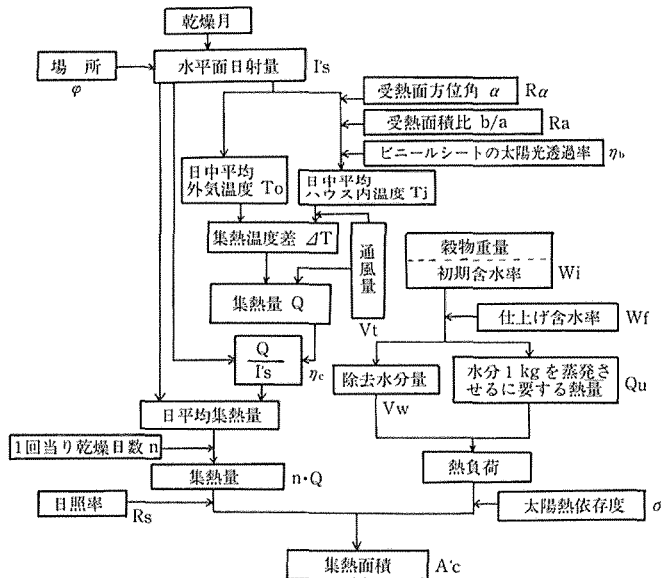 乾燥月
場所
φ
水平面日射量 I's
受熱面方位角 α Rα
受熱面積比 b/a Ra
ビニールシートの太陽光透過率 ηb
日中平均
外気温度 To
日中平均
ハウス内温度 Tj
集熱温度差 ΔT
通風量
Vt
集熱量 Q
Q
I's
ηc
日平均集熱量
1回当り乾燥日数 n
集熱量 n・Q
日照率
Rs
穀物重量
初期含水率
Wi
仕上げ含水率 Wf
除去水分量
Vw
水分1kgを蒸発さ
せるに要する熱量
Qu
熱負荷
太陽熱依存度 σ
集熱面積 A'c